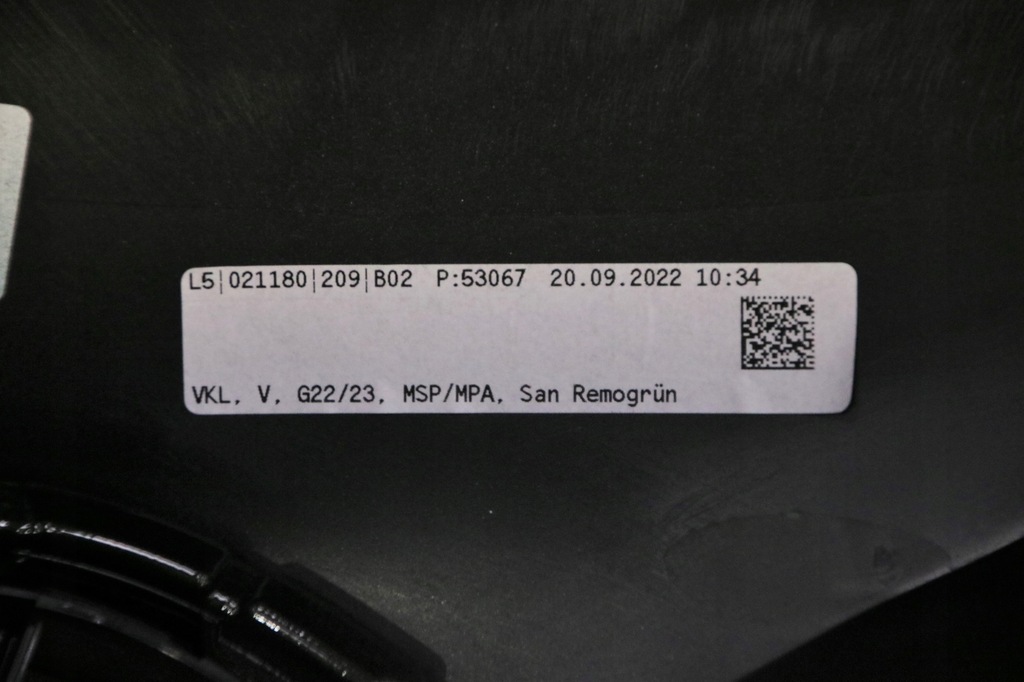 L5|021180|209|B02 P:53067 20.09.2022 10:34
VKL, V, G22/23, MSP/MPA, San Remogrün